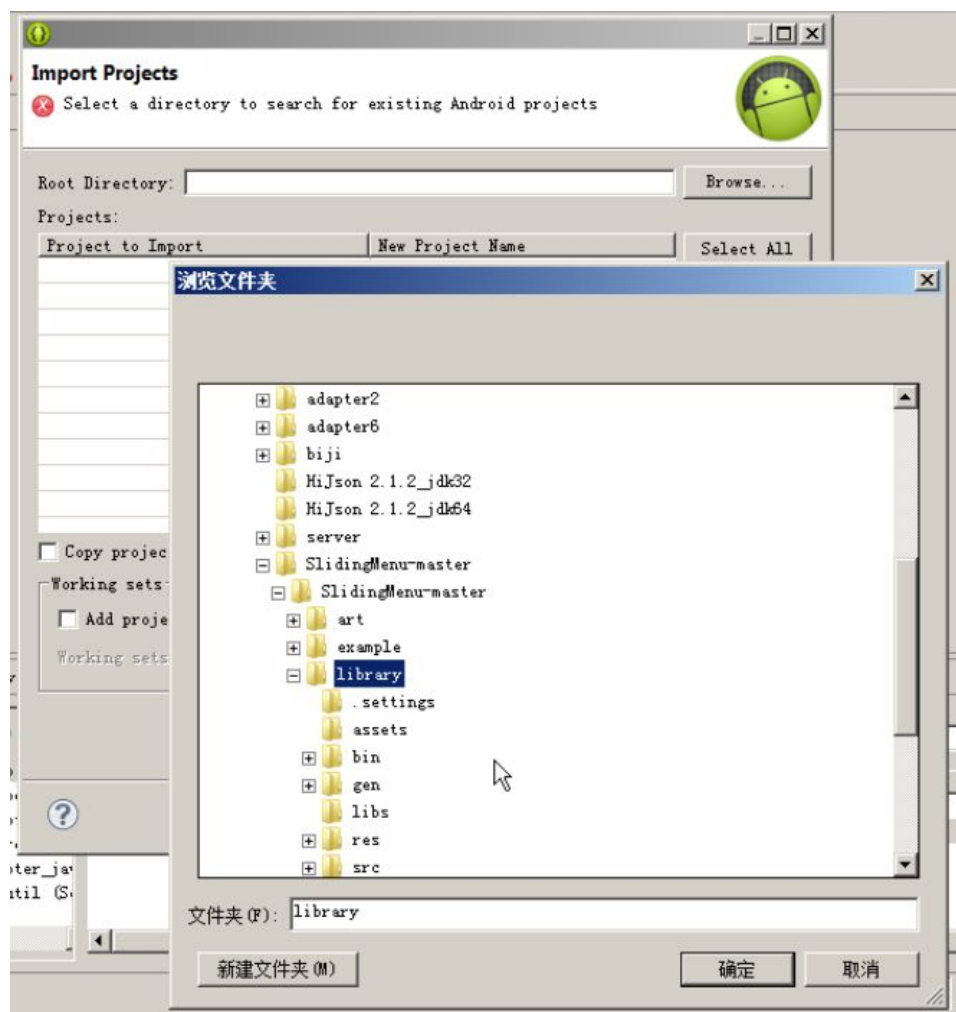 Import Projects
Select a directory to search for existing Android projects
Root Directory:
Browse...
Projects:
Project to Import
New Project Name
Select All
浏览文件夹
adapter2
adapter6
biji
HiJson 2.1.2_jdk32
HiJson 2.1.2_jdk64
server
SlidingMenu-master
SlidingMenu-master
art
example
library
.settings
assets
bin
gen
libs
res
src
Copy projec
Working sets
Add proje
Working sets
文件夹(F):
library
新建文件夹(M)
确定
取消